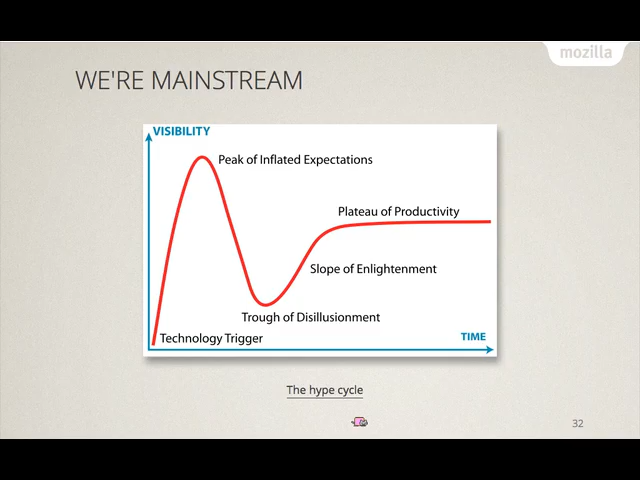 mozilla
WE'RE MAINSTREAM
VISIBILITY
Peak of Inflated Expectations
Plateau of Productivity
Slope of Enlightenment
Trough of Disillusionment
Technology Trigger
TIME
The hype cycle
32